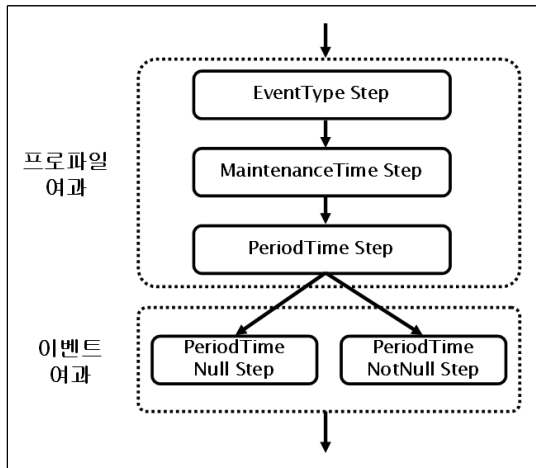 EventType Step
프로파일
여과
MaintenanceTime Step
PeriodTime Step
이벤트
여과
PeriodTime
Null Step
PeriodTime
NotNull Step